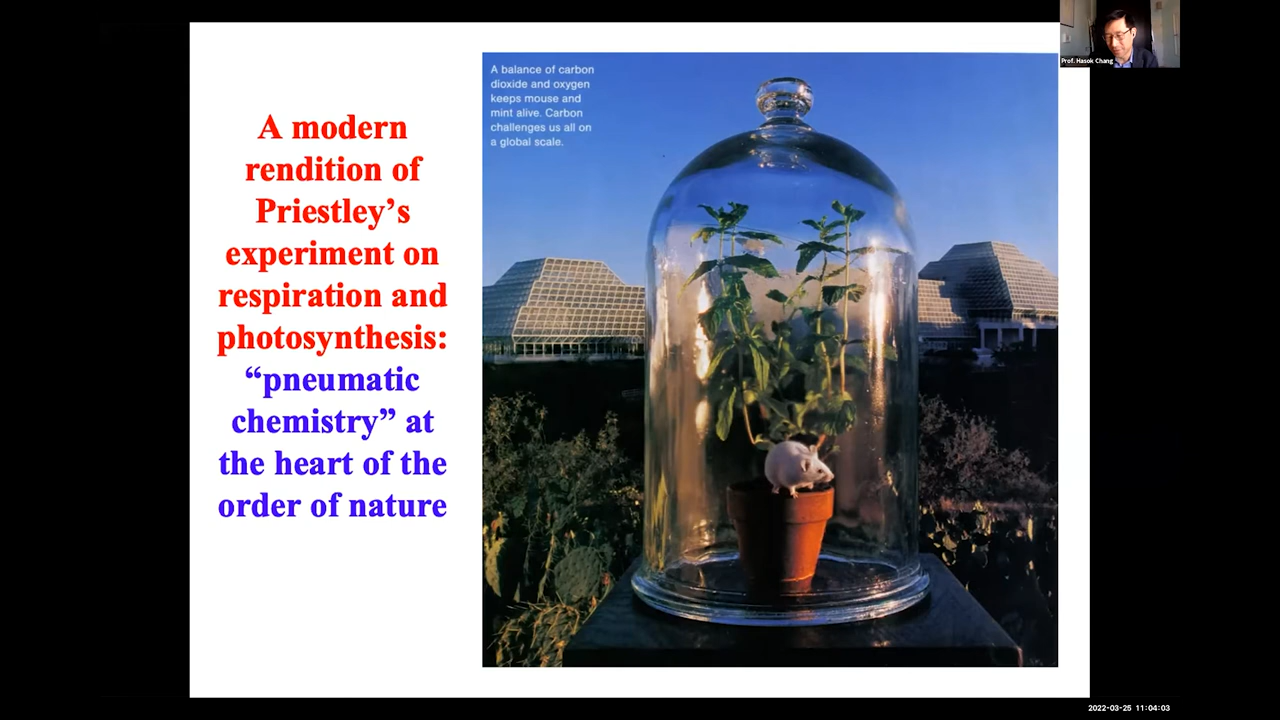 A modern
rendition of
Priestley’s
experiment on
respiration and
photosynthesis:
“pneumatic
chemistry” at
the heart of the
order of nature
A balance of carbon
dioxide and oxygen
keeps mouse and
mint alive. Carbon
challenges us all on
a global scale.
Prof. Hasok Chang
2022-03-25 11:04:03